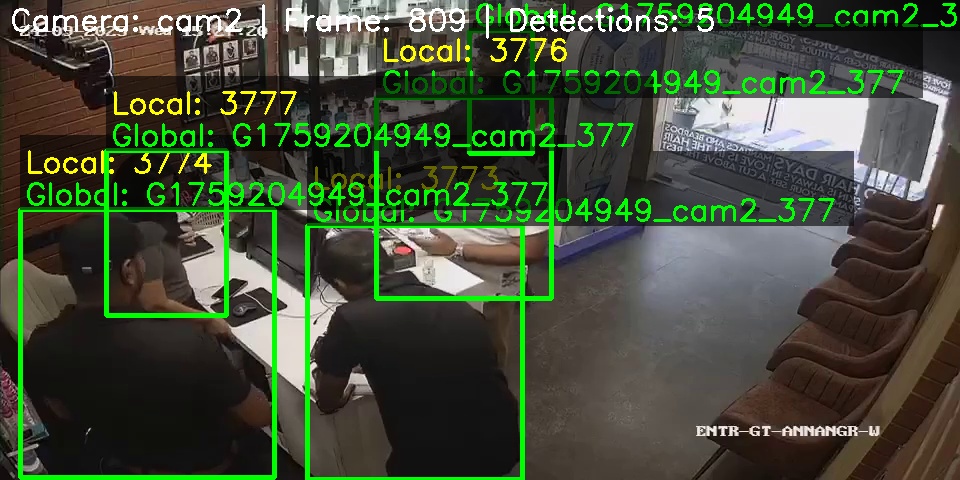 Camera: cam2 | Frame: 809 | Detections: 5
Global: G1759204949_cam2_3
Local: 3776
Global: G1759204949_cam2_377
Local: 3777
Global: G1759204949_cam2_377
Local: 3774
Global: G1759204949_cam2_377
Local: 3773
Global: G1759204949_cam2_377
ENTR-GT-ANNANGR-W